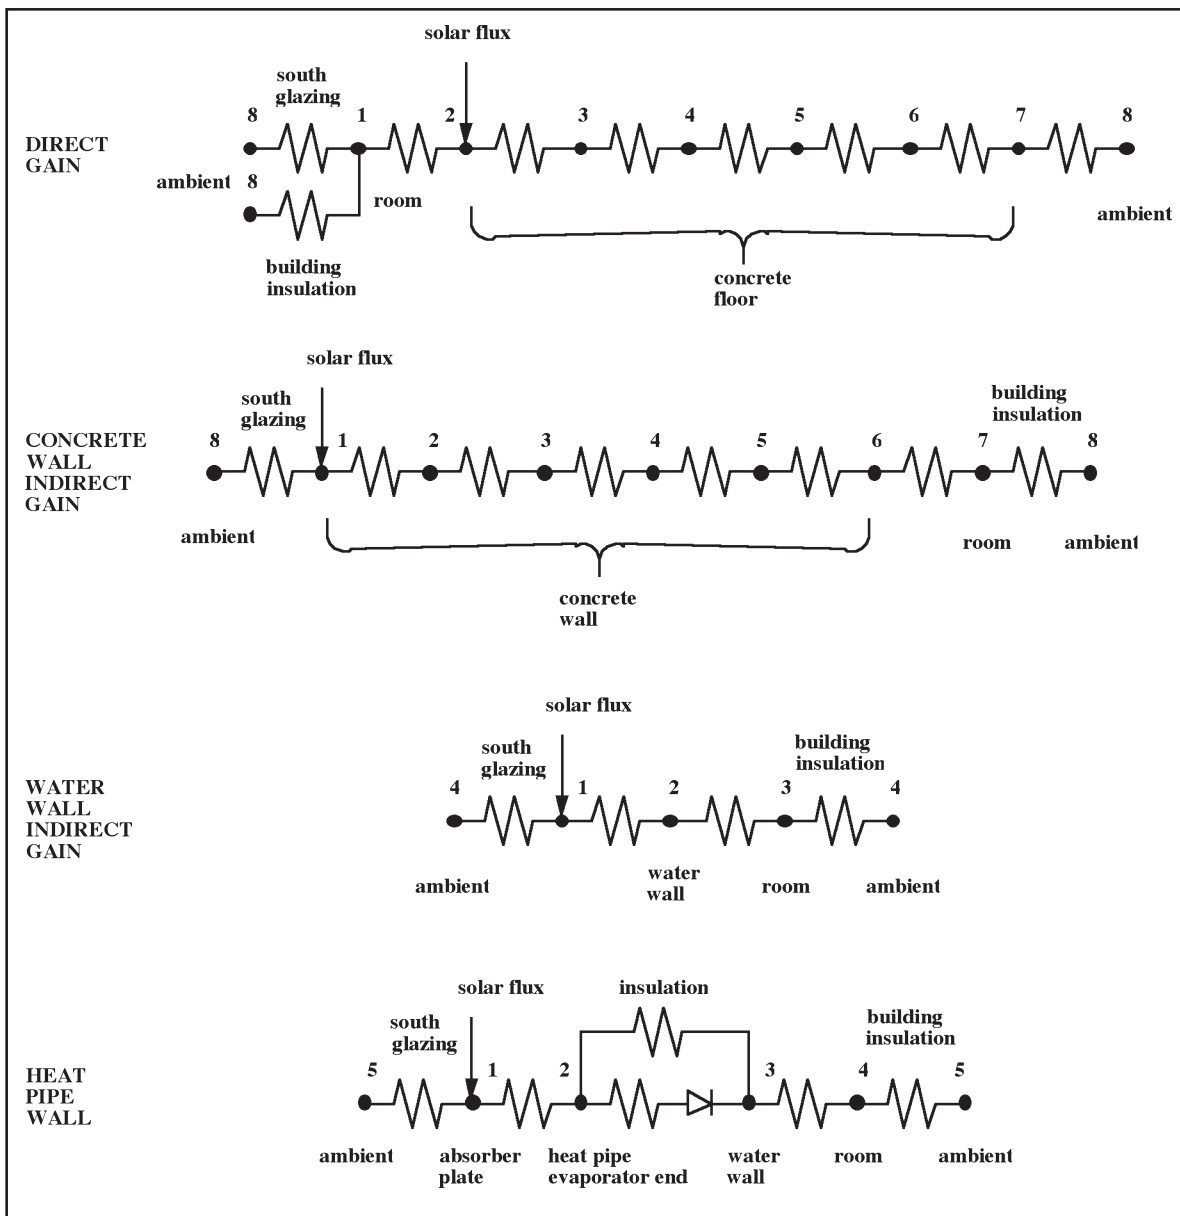 solar flux
south
glazing
8 1 2 3 4 5 6 7 8
DIRECT
GAIN
ambient 8
room
ambient
building
insulation
concrete
floor
solar flux
south
glazing
building
insulation
8 1 2 3 4 5 6 7 8
CONCRETE
WALL
INDIRECT
GAIN
ambient
room
ambient
concrete
wall
solar flux
south
glazing
building
insulation
4 1 2 3 4
WATER
WALL
INDIRECT
GAIN
ambient
water
wall
room
ambient
solar flux
insulation
south
glazing
building
insulation
5 1 2 3 4 5
HEAT
PIPE
WALL
ambient
absorber
plate
heat pipe
evaporator end
water
wall
room
ambient